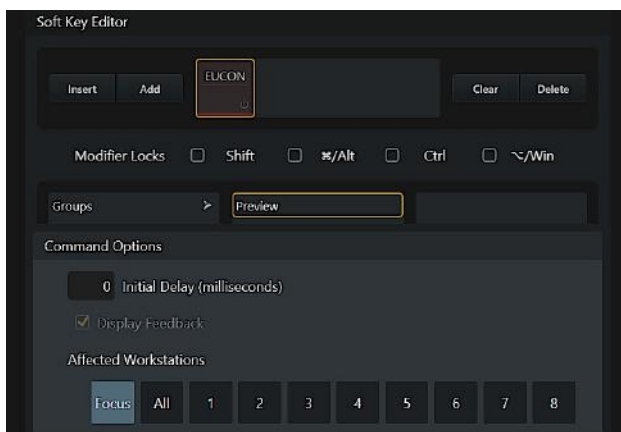 Soft Key Editor
Insert Add EUCON Clear Delete
Modifier Locks Shift ⌘/Alt Ctrl ⌥/Win
Groups > Preview
Command Options
0 Initial Delay (milliseconds)
Display Feedback
Affected Workstations
Focus All 1 2 3 4 5 6 7 8